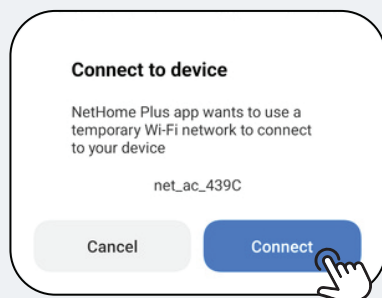 Connect to device
NetHome Plus app wants to use a
temporary Wi-Fi network to connect
to your device
net_ac_439C
Cancel
Connect